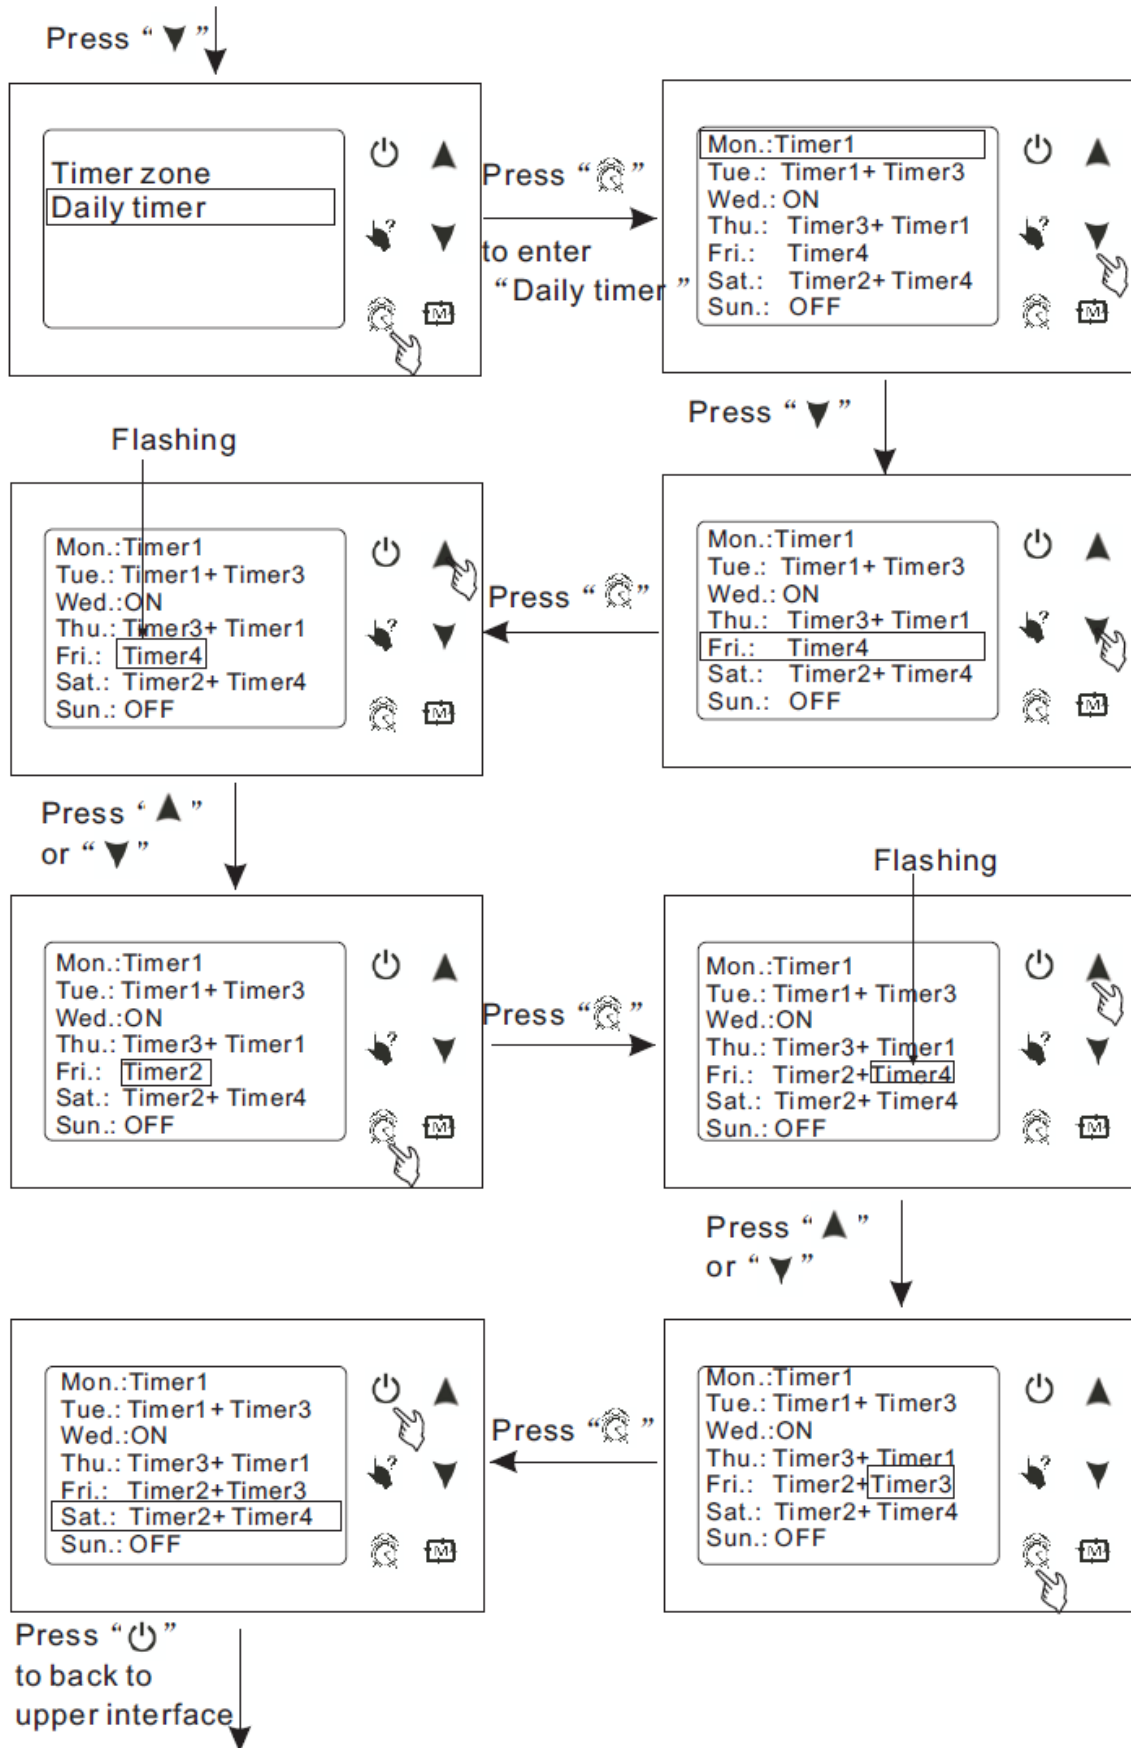 Press “▼”
Timer zone
Daily timer
Press “ ”
to enter
“Daily timer”
Mon.:Timer1
Tue.: Timer1+ Timer3
Wed.: ON
Thu.: Timer3+ Timer1
Fri.: Timer4
Sat.: Timer2+ Timer4
Sun.: OFF
?
M
?
M
Press “▼”
Mon.:Timer1
Tue.: Timer1+ Timer3
Wed.: ON
Thu.: Timer3+ Timer1
Fri.: Timer4
Sat.: Timer2+ Timer4
Sun.: OFF
?
M
Press “ ”
Flashing
Mon.:Timer1
Tue.: Timer1+ Timer3
Wed.:ON
Thu.: Timer3+ Timer1
Fri.: Timer4
Sat.: Timer2+ Timer4
Sun.: OFF
?
M
Press ‘▲”
or “▼”
Mon.:Timer1
Tue.: Timer1+ Timer3
Wed.:ON
Thu.: Timer3+ Timer1
Fri.: Timer2
Sat.: Timer2+ Timer4
Sun.: OFF
?
M
Press “ ”
Flashing
Mon.:Timer1
Tue.: Timer1+ Timer3
Wed.:ON
Thu.: Timer3+ Timer1
Fri.: Timer2+Timer4
Sat.: Timer2+ Timer4
Sun.: OFF
?
M
Press “▲”
or “▼”
Mon.:Timer1
Tue.: Timer1+ Timer3
Wed.:ON
Thu.: Timer3+ Timer1
Fri.: Timer2+Timer3
Sat.: Timer2+ Timer4
Sun.: OFF
?
M
Press “ ”
Mon.:Timer1
Tue.: Timer1+ Timer3
Wed.:ON
Thu.: Timer3+ Timer1
Fri.: Timer2+Timer3
Sat.: Timer2+ Timer4
Sun.: OFF
?
M
Press “⏻”
to back to
upper interface